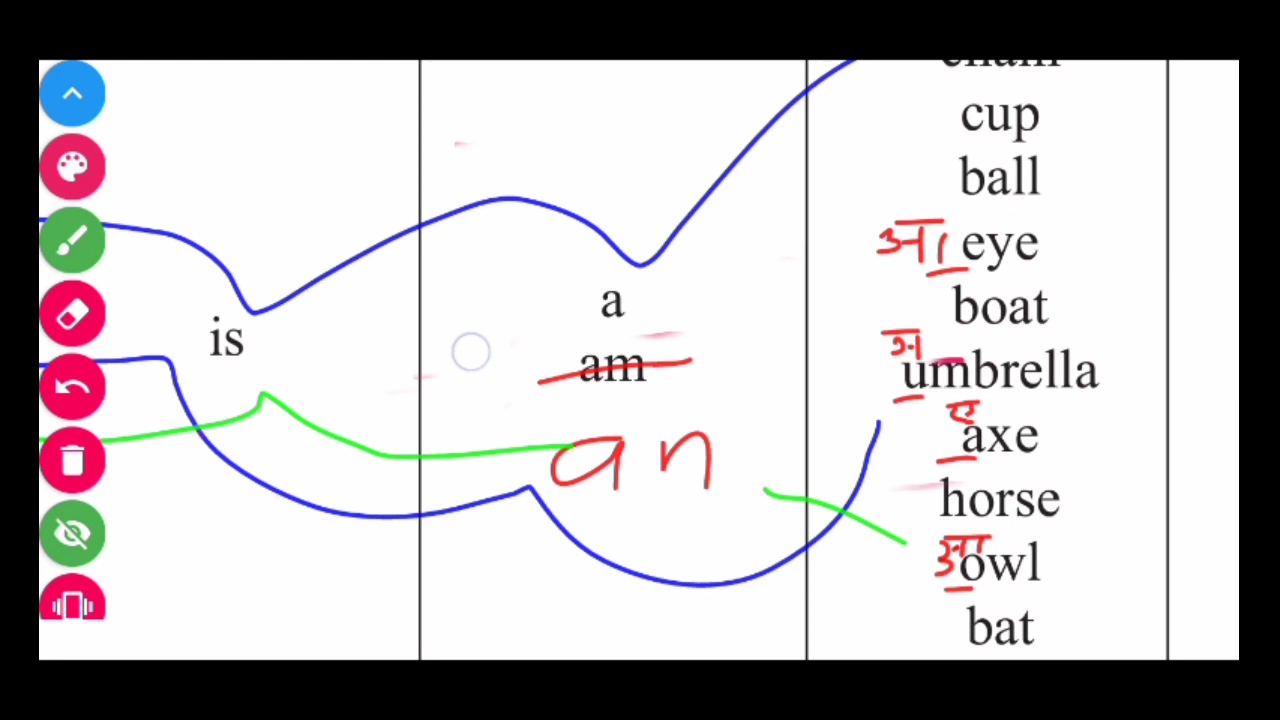 cup
ball
आ eye
is
a
boat
am
अ
umbrella
ए
axe
an
horse
आ owl
bat